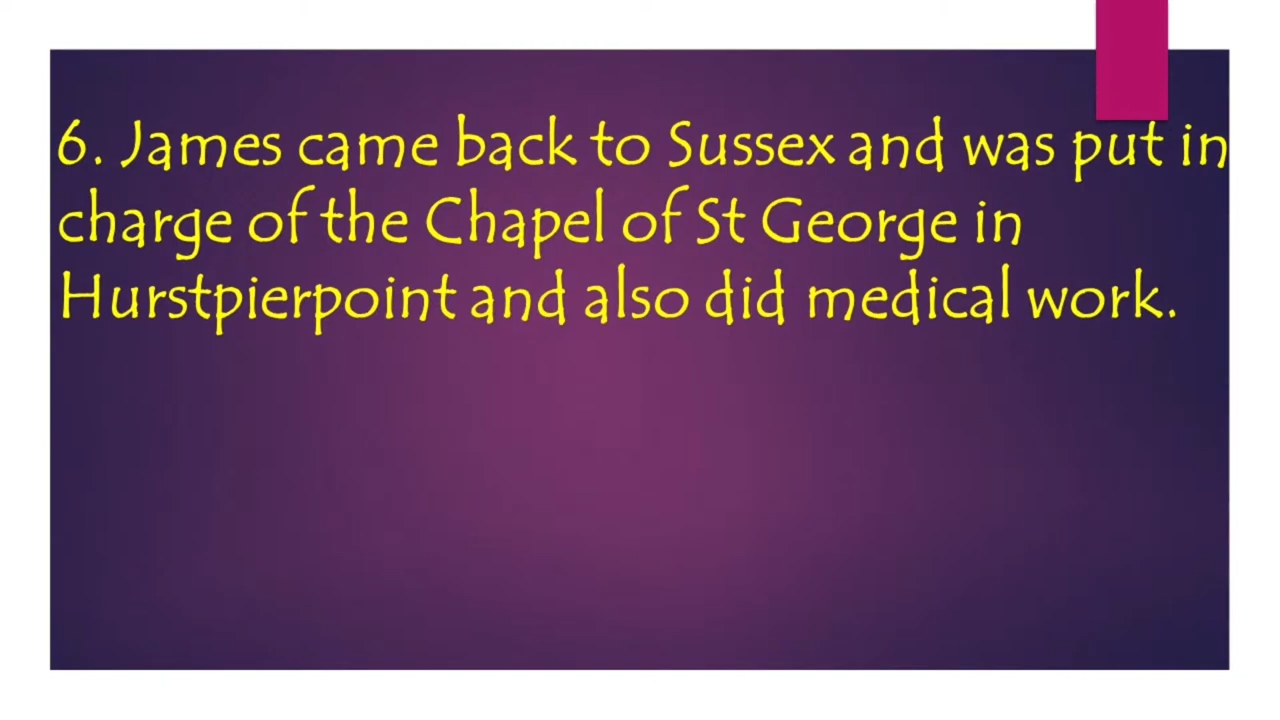 6. James came back to Sussex and was put in
charge of the Chapel of St George in
Hurstpierpoint and also did medical work.